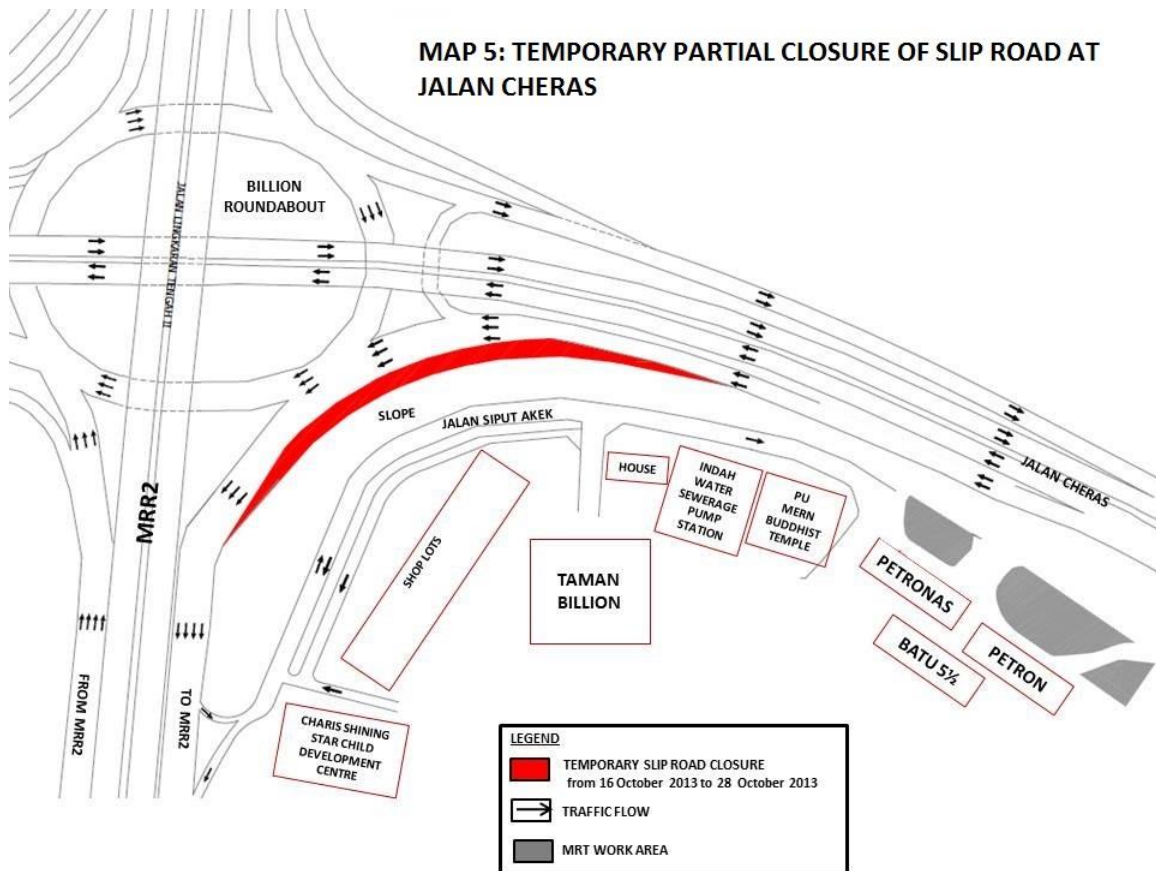 MAP 5: TEMPORARY PARTIAL CLOSURE OF SLIP ROAD AT
JALAN CHERAS
BILLION
ROUNDABOUT
JALAN LINGKARAN TENGAH II
MRR2
SLOPE
JALAN SIPUT AKEK
JALAN CHERAS
HOUSE
INDAH
WATER
SEWERAGE
PUMP
STATION
PU
MERN
BUDDHIST
TEMPLE
SHOP LOTS
TAMAN
BILLION
PETRONAS
BATU 5½
PETRON
FROM MRR2
TO MRR2
CHARIS SHINING
STAR CHILD
DEVELOPMENT
CENTRE
LEGEND
TEMPORARY SLIP ROAD CLOSURE
from 16 October 2013 to 28 October 2013
TRAFFIC FLOW
MRT WORK AREA